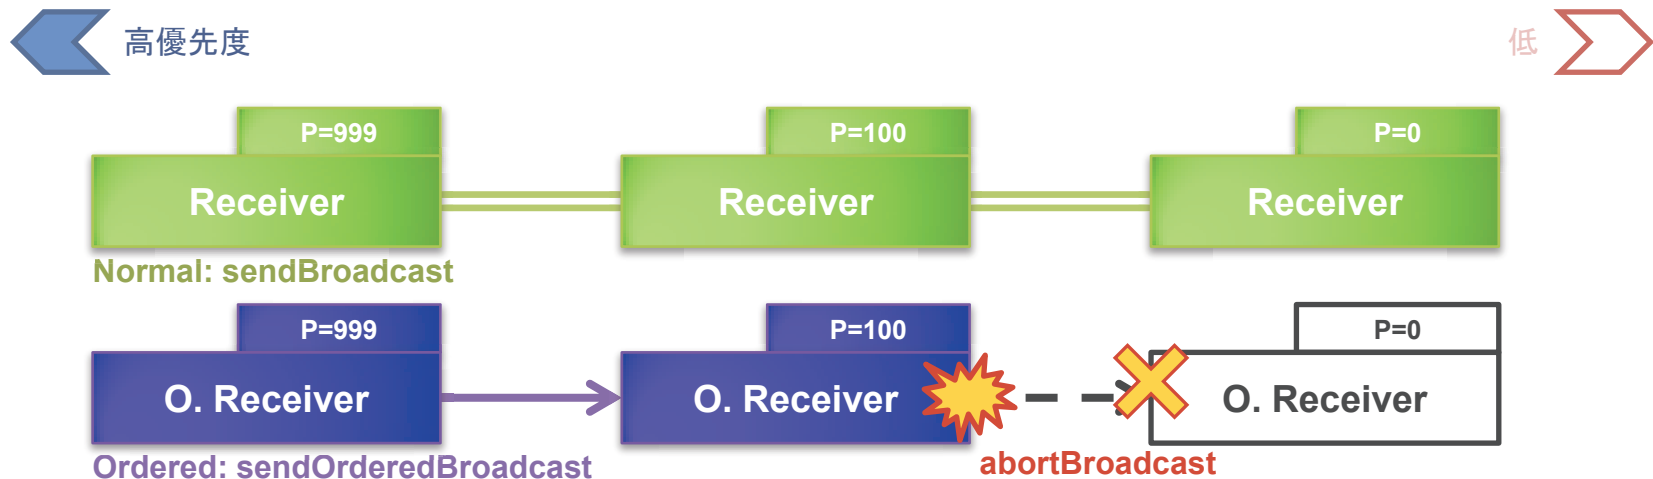 高優先度
低
P=999
P=100
P=0
Receiver
Receiver
Receiver
Normal: sendBroadcast
P=999
P=100
P=0
O. Receiver
O. Receiver
O. Receiver
Ordered: sendOrderedBroadcast
abortBroadcast